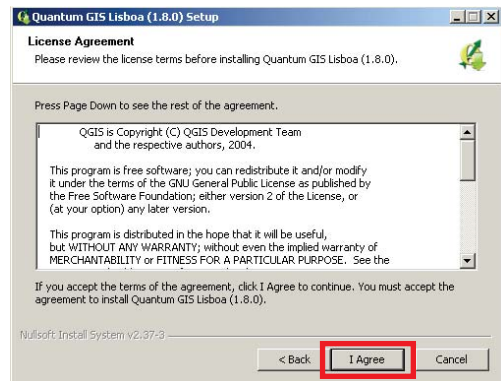 Quantum GIS Lisboa (1.8.0) Setup
License Agreement
Please review the license terms before installing Quantum GIS Lisboa (1.8.0).
Press Page Down to see the rest of the agreement.
QGIS is Copyright (C) QGIS Development Team
and the respective authors, 2004.
This program is free software; you can redistribute it and/or modify
it under the terms of the GNU General Public License as published by
the Free Software Foundation; either version 2 of the License, or
(at your option) any later version.
This program is distributed in the hope that it will be useful,
but WITHOUT ANY WARRANTY; without even the implied warranty of
MERCHANTABILITY or FITNESS FOR A PARTICULAR PURPOSE. See the
If you accept the terms of the agreement, click I Agree to continue. You must accept the
agreement to install Quantum GIS Lisboa (1.8.0).
Nullsoft Install System v2.37-3
< Back I Agree Cancel